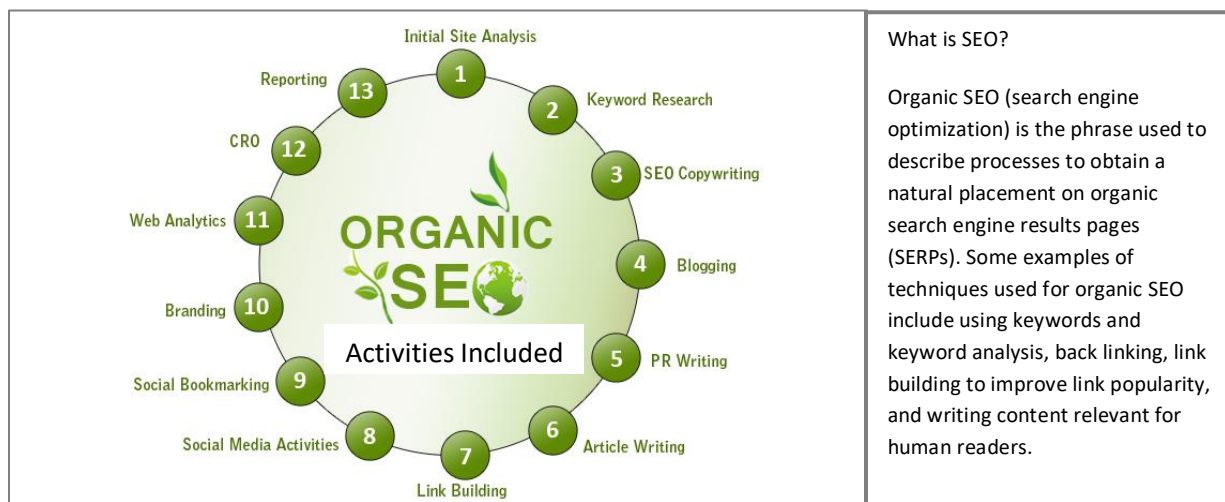 Initial Site Analysis
1
Keyword Research
2
SEO Copywriting
3
Blogging
4
PR Writing
5
Article Writing
6
Link Building
7
Social Media Activities
8
Social Bookmarking
9
Branding
10
Web Analytics
11
CRO
12
Reporting
13
ORGANIC
SEO
Activities Included
What is SEO?
Organic SEO (search engine
optimization) is the phrase used to
describe processes to obtain a
natural placement on organic
search engine results pages
(SERPs). Some examples of
techniques used for organic SEO
include using keywords and
keyword analysis, back linking, link
building to improve link popularity,
and writing content relevant for
human readers.